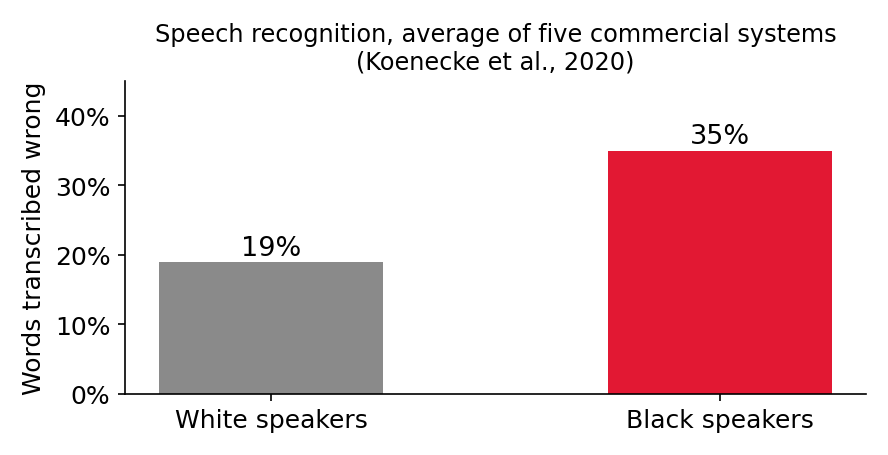 Speech recognition, average of five commercial systems
(Koenecke et al., 2020)
Words transcribed wrong
40%
30%
20%
10%
0%
19%
35%
White speakers
Black speakers